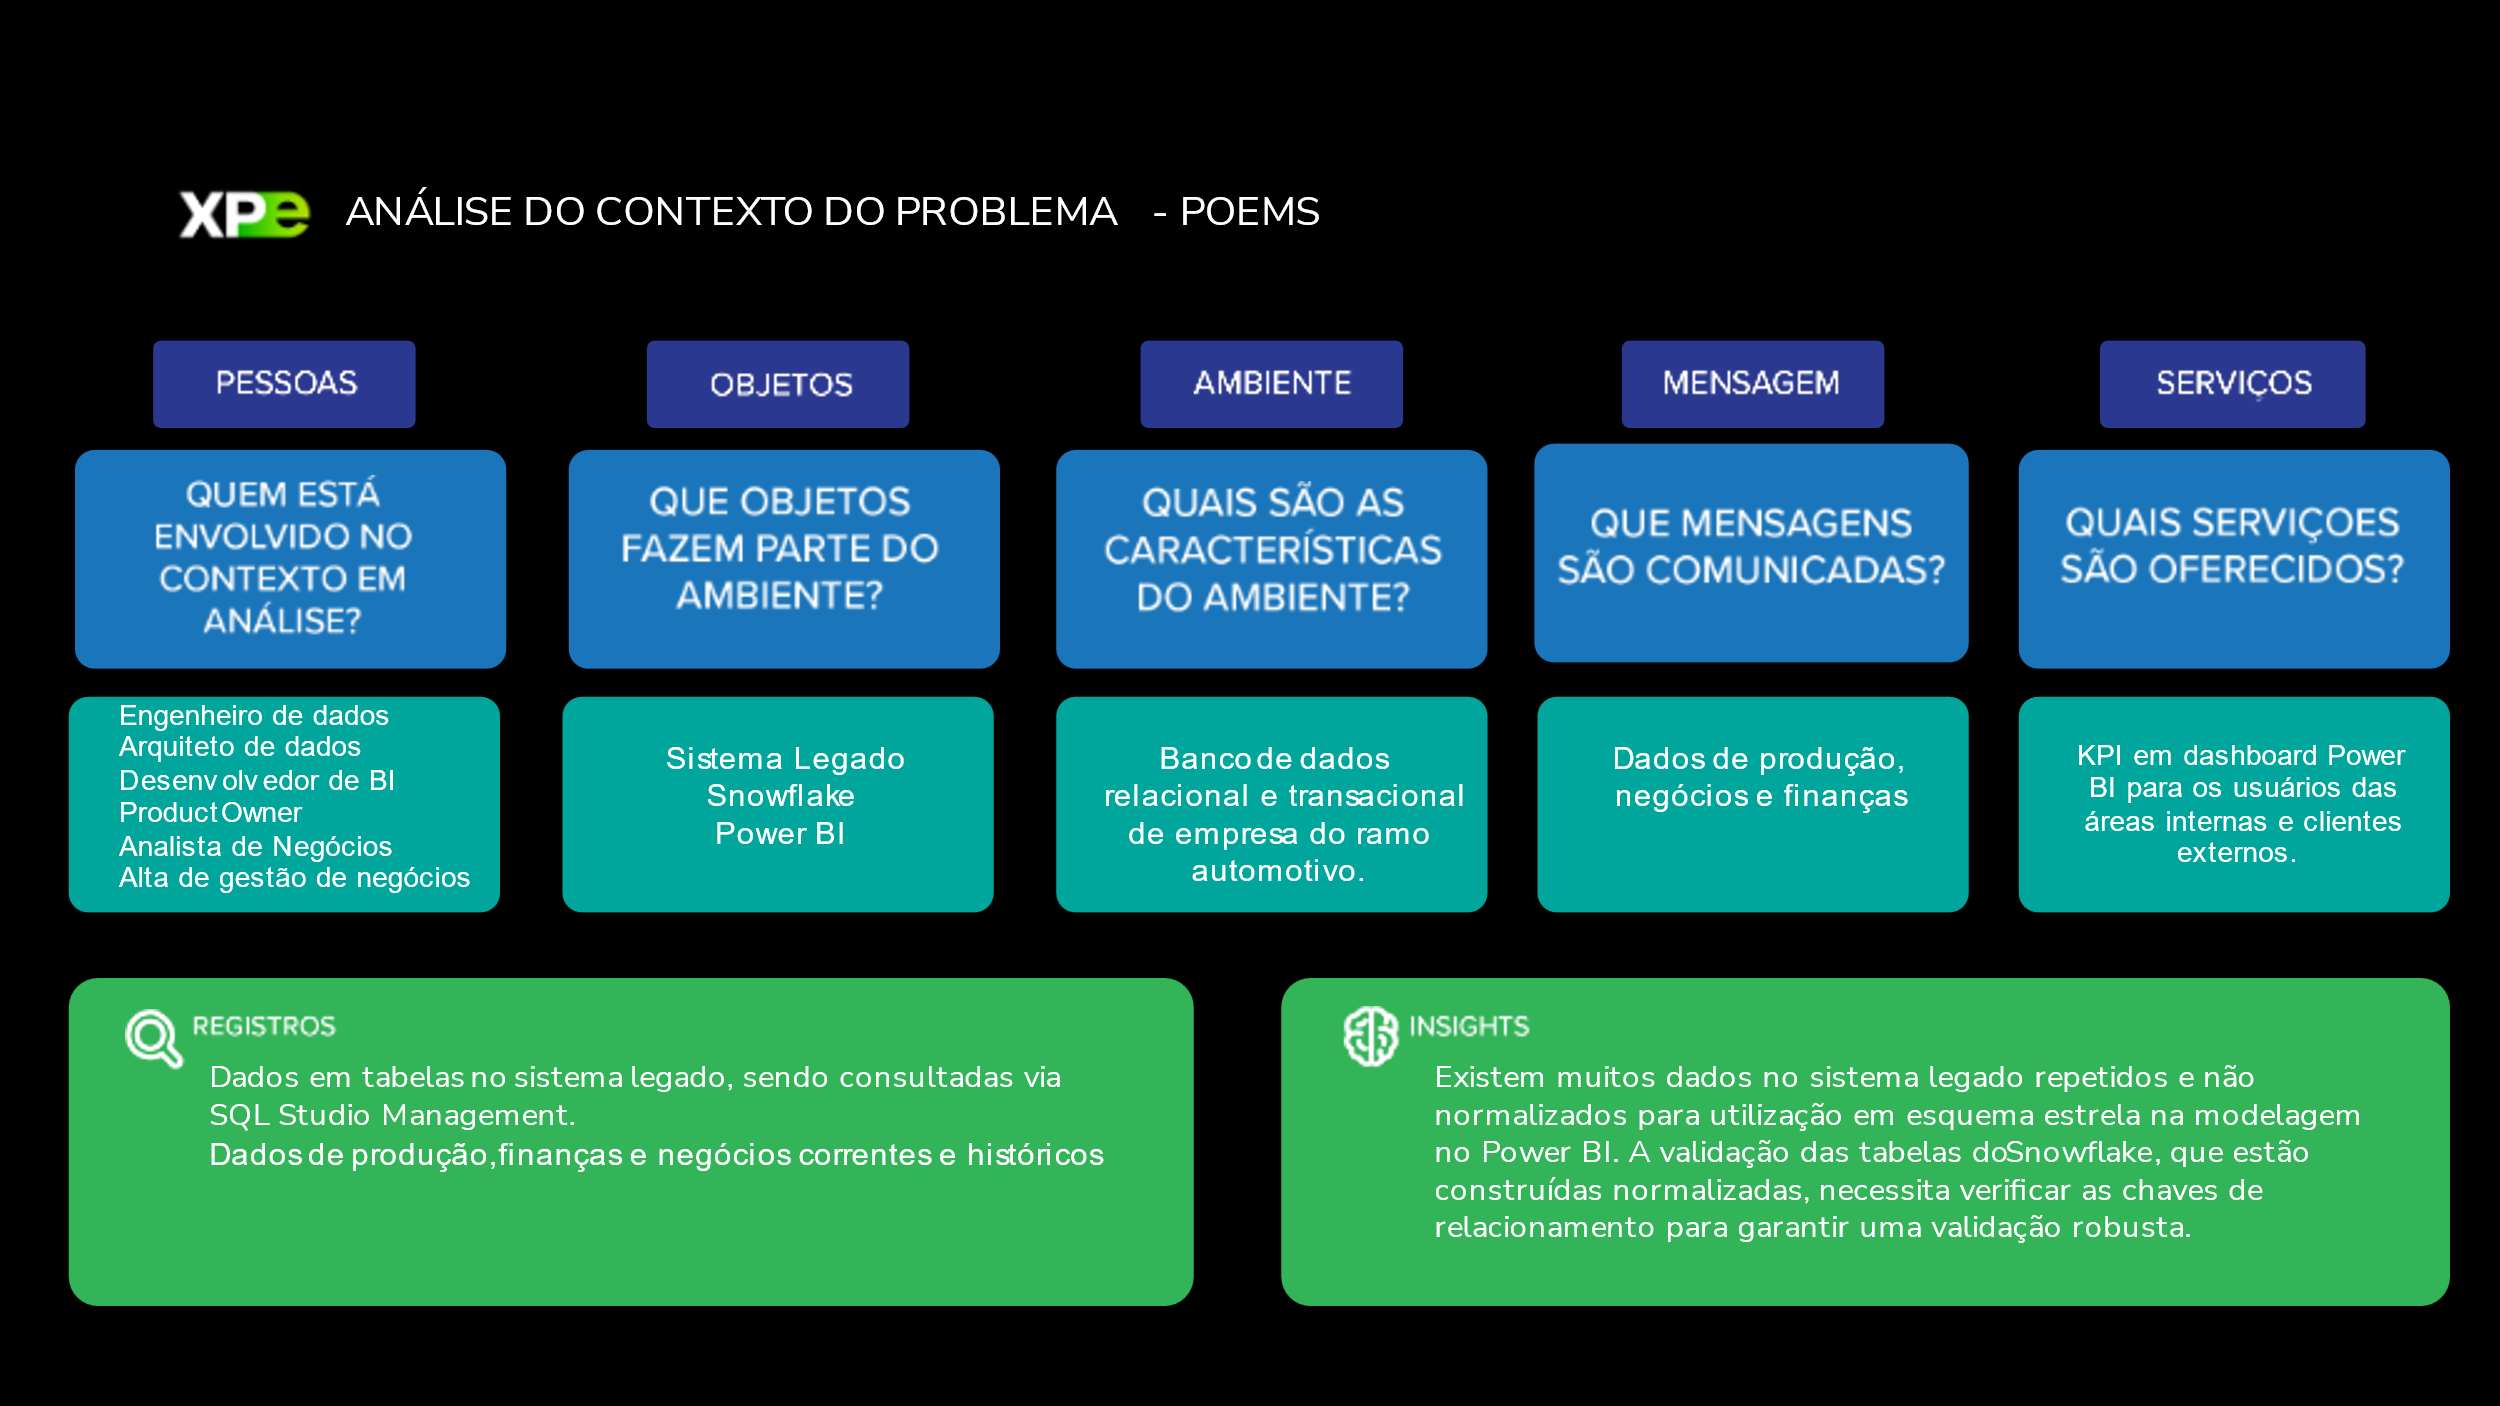 XPe ANÁLISE DO CONTEXTO DO PROBLEMA - POEMS
PESSOAS
QUEM ESTÁ
ENVOLVIDO NO
CONTEXTO EM
ANÁLISE?
Engenheiro de dados
Arquiteto de dados
Desenvolvedor de BI
Product Owner
Analista de Negócios
Alta de gestão de negócios
OBJETOS
QUE OBJETOS
FAZEM PARTE DO
AMBIENTE?
Sistema Legado
Snowflake
Power BI
AMBIENTE
QUAIS SÃO AS
CARACTERÍSTICAS
DO AMBIENTE?
Banco de dados
relacional e transacional
de empresa do ramo
automotivo.
MENSAGEM
QUE MENSAGENS
SÃO COMUNICADAS?
Dados de produção,
negócios e finanças
SERVIÇOS
QUAIS SERVIÇOES
SÃO OFERECIDOS?
KPI em dashboard Power
BI para os usuários das
áreas internas e clientes
externos.
REGISTROS
Dados em tabelas no sistema legado, sendo consultadas via
SQL Studio Management.
Dados de produção,finanças e negócios correntes e históricos
INSIGHTS
Existem muitos dados no sistema legado repetidos e não
normalizados para utilização em esquema estrela na modelagem
no Power BI. A validação das tabelas doSnowflake, que estão
construídas normalizadas, necessita verificar as chaves de
relacionamento para garantir uma validação robusta.